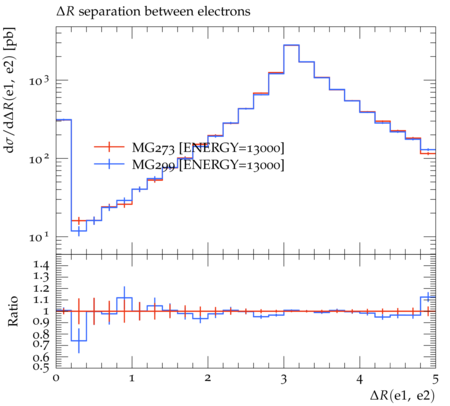 ΔR separation between electrons
dσ/dΔR(e1, e2) [pb]
10³
10²
10¹
MG273 [ENERGY=13000]
MG299 [ENERGY=13000]
Ratio
1.4
1.3
1.2
1.1
1
0.9
0.8
0.7
0.6
0.5
0 1 2 3 4 5
ΔR(e1, e2)